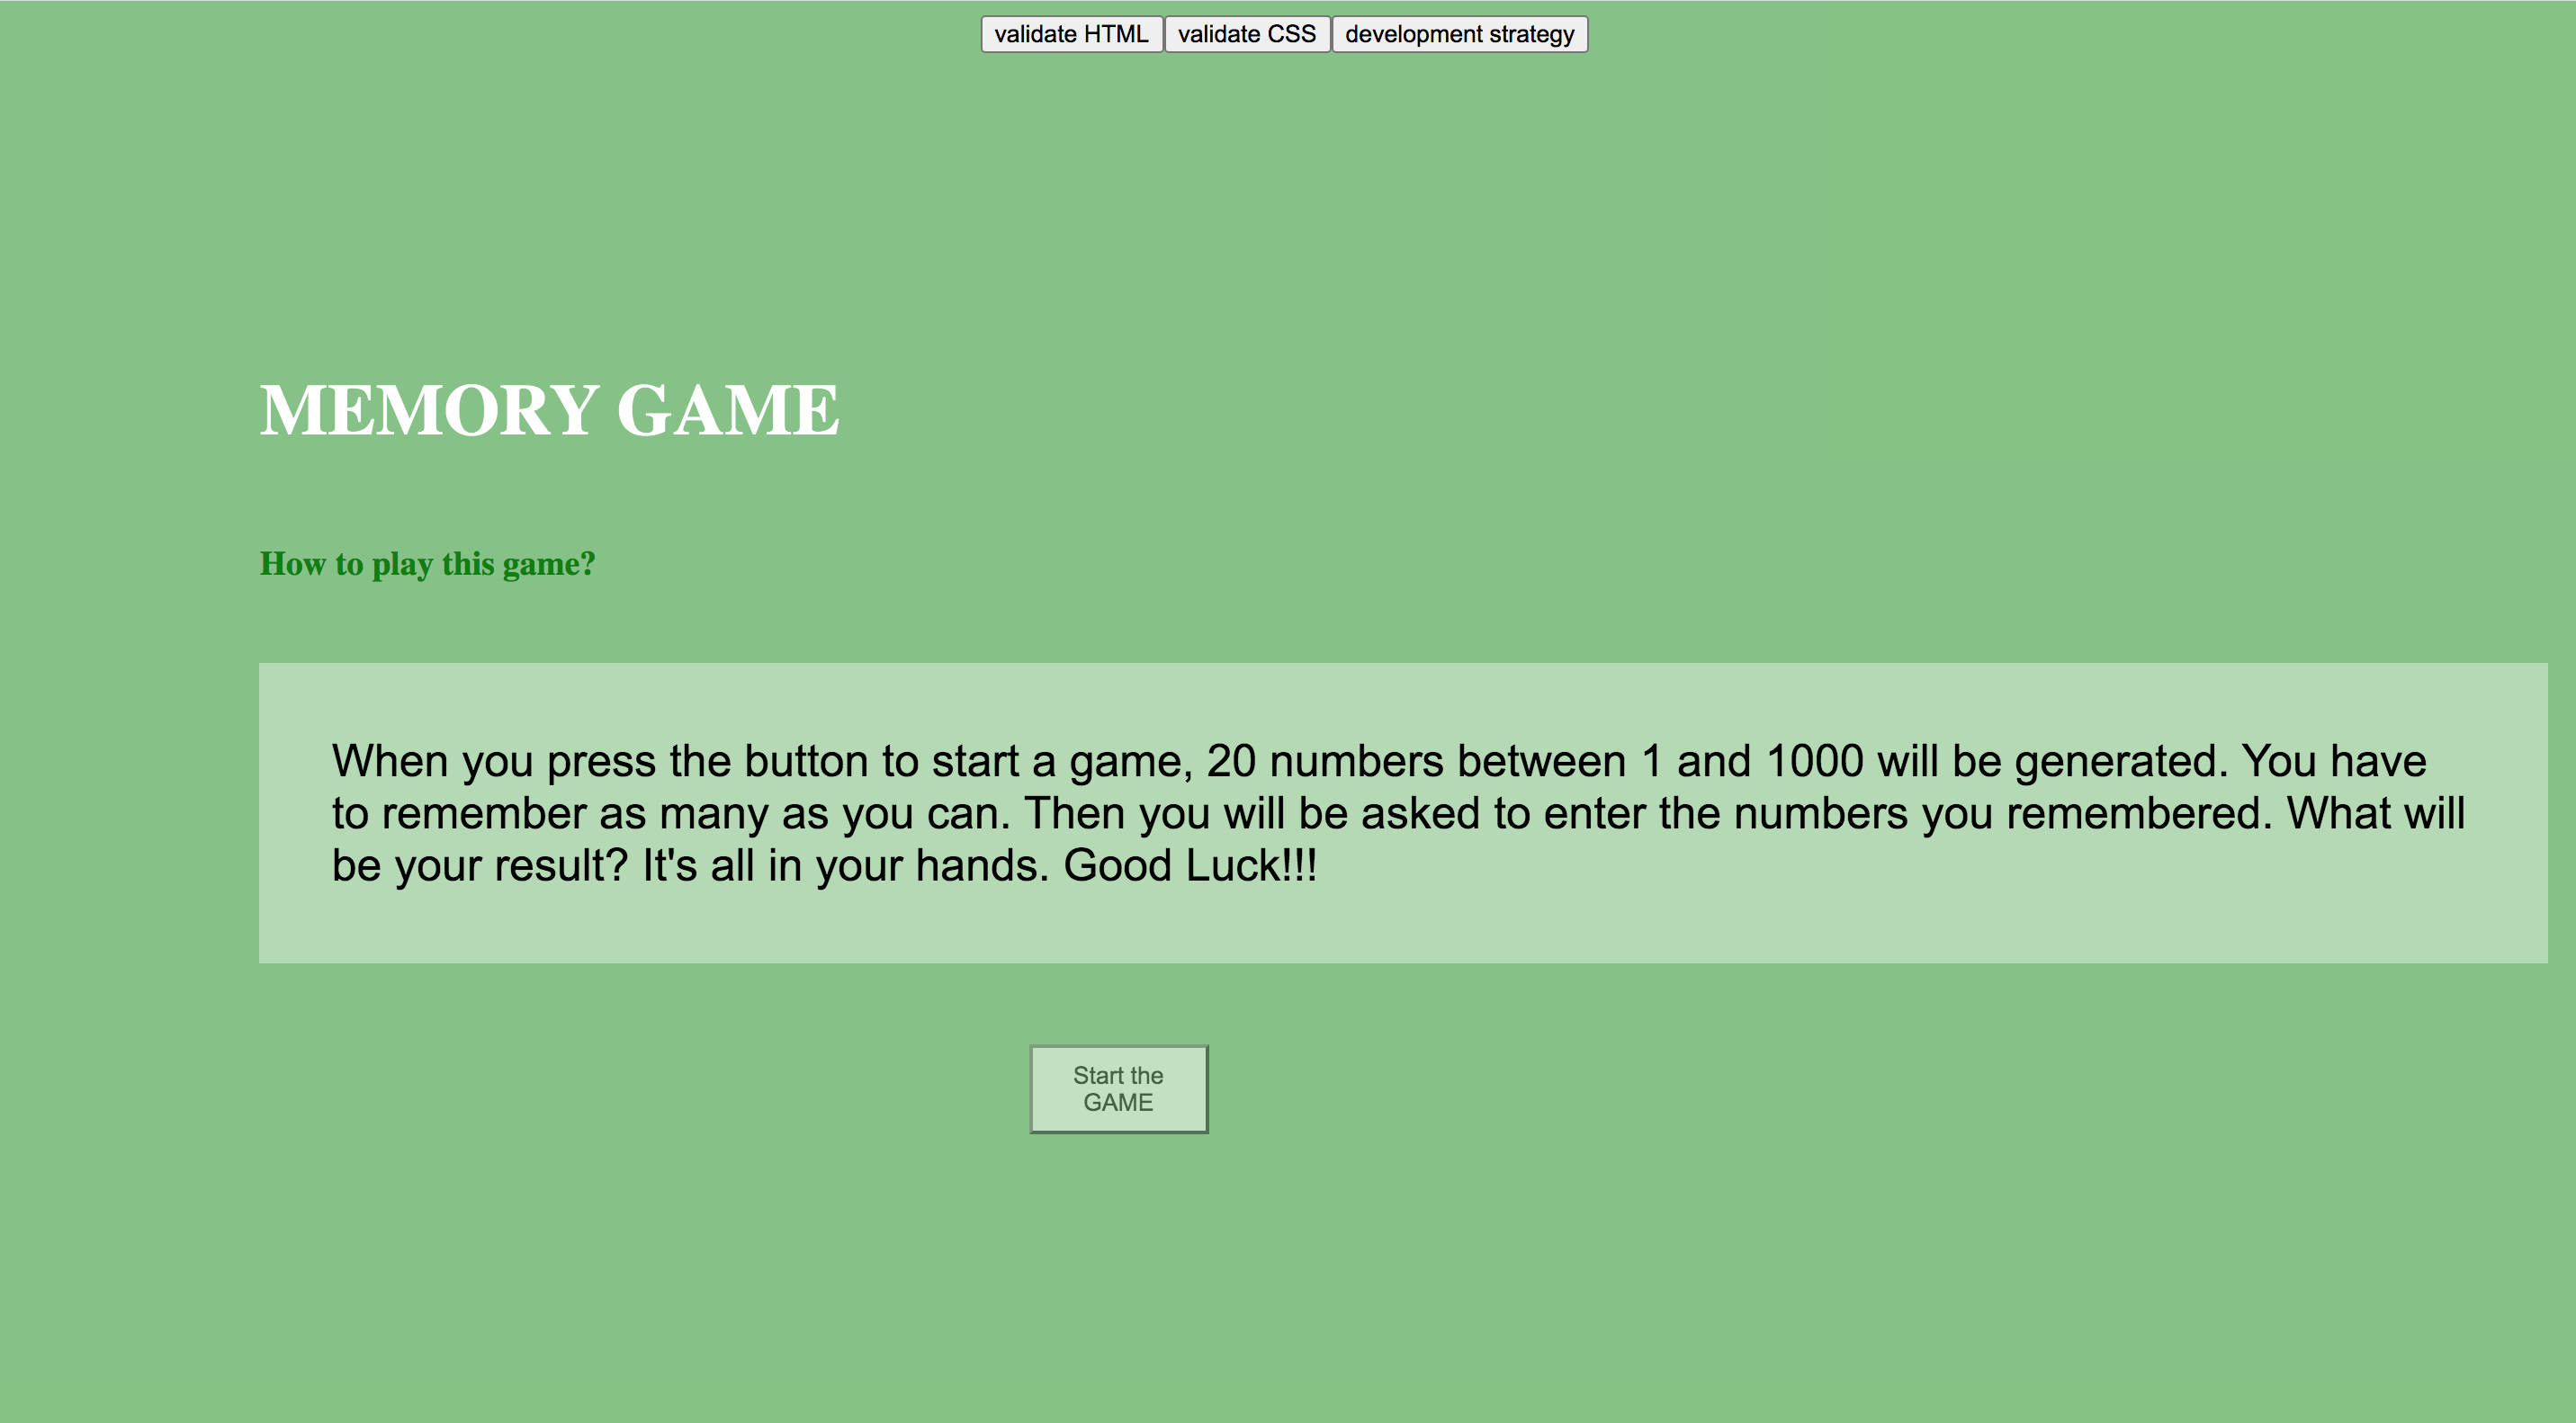 validate HTML validate CSS development strategy
MEMORY GAME
How to play this game?
When you press the button to start a game, 20 numbers between 1 and 1000 will be generated. You have
to remember as many as you can. Then you will be asked to enter the numbers you remembered. What will
be your result? It's all in your hands. Good Luck!!!
Start the
GAME